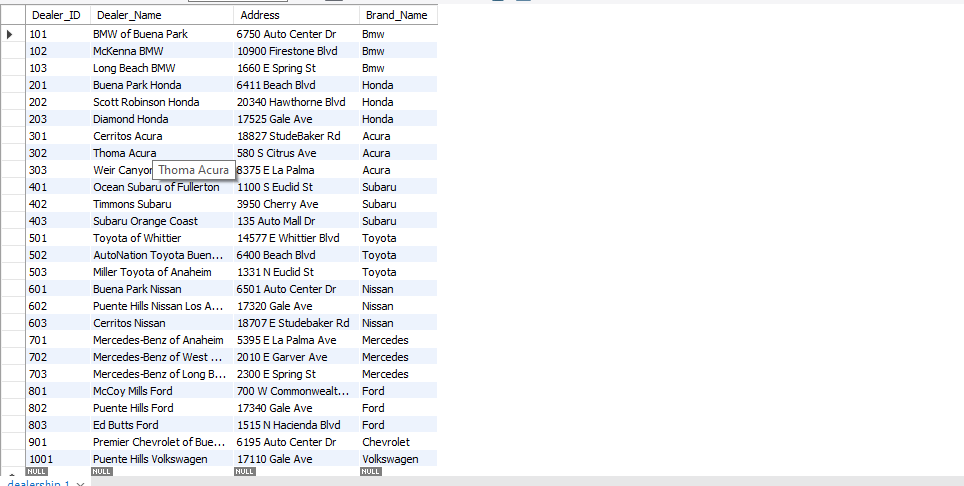 Dealer_ID Dealer_Name Address Brand_Name
101 BMW of Buena Park 6750 Auto Center Dr Bmw
102 McKenna BMW 10900 Firestone Blvd Bmw
103 Long Beach BMW 1660 E Spring St Bmw
201 Buena Park Honda 6411 Beach Blvd Honda
202 Scott Robinson Honda 20340 Hawthorne Blvd Honda
203 Diamond Honda 17525 Gale Ave Honda
301 Cerritos Acura 18827 StudeBaker Rd Acura
302 Thoma Acura 580 S Citrus Ave Acura
303 Weir Canyon Thoma Acura 8375 E La Palma Acura
401 Ocean Subaru of Fullerton 1100 S Euclid St Subaru
402 Timmons Subaru 3950 Cherry Ave Subaru
403 Subaru Orange Coast 135 Auto Mall Dr Subaru
501 Toyota of Whittier 14577 E Whittier Blvd Toyota
502 AutoNation Toyota Buen... 6400 Beach Blvd Toyota
503 Miller Toyota of Anaheim 1331 N Euclid St Toyota
601 Buena Park Nissan 6501 Auto Center Dr Nissan
602 Puente Hills Nissan Los A... 17320 Gale Ave Nissan
603 Cerritos Nissan 18707 E Studebaker Rd Nissan
701 Mercedes-Benz of Anaheim 5395 E La Palma Ave Mercedes
702 Mercedes-Benz of West ... 2010 E Garver Ave Mercedes
703 Mercedes-Benz of Long B... 2300 E Spring St Mercedes
801 McCoy Mills Ford 700 W Commonwealt... Ford
802 Puente Hills Ford 17340 Gale Ave Ford
803 Ed Butts Ford 1515 N Hacienda Blvd Ford
901 Premier Chevrolet of Bue... 6195 Auto Center Dr Chevrolet
1001 Puente Hills Volkswagen 17110 Gale Ave Volkswagen
NULL NULL NULL NULL
dealership 1